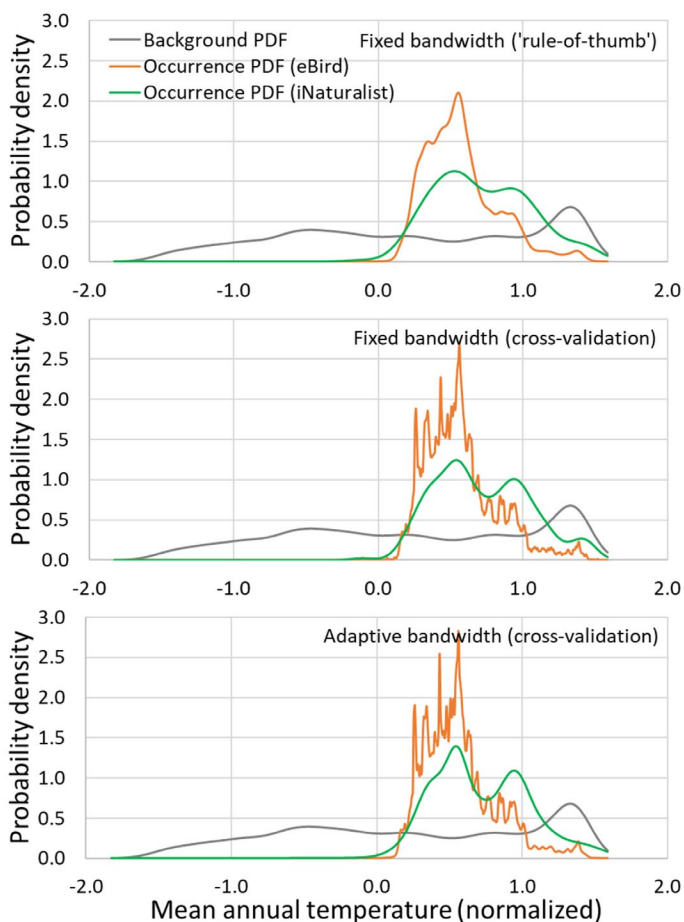 3.0
2.5
2.0
1.5
1.0
0.5
0.0
Probability density
Background PDF
Fixed bandwidth ('rule-of-thumb')
Occurrence PDF (eBird)
Occurrence PDF (iNaturalist)
-2.0 -1.0 0.0 1.0 2.0
3.0
2.5
2.0
1.5
1.0
0.5
0.0
Probability density
Fixed bandwidth (cross-validation)
-2.0 -1.0 0.0 1.0 2.0
3.0
2.5
2.0
1.5
1.0
0.5
0.0
Probability density
Adaptive bandwidth (cross-validation)
-2.0 -1.0 0.0 1.0 2.0
Mean annual temperature (normalized)